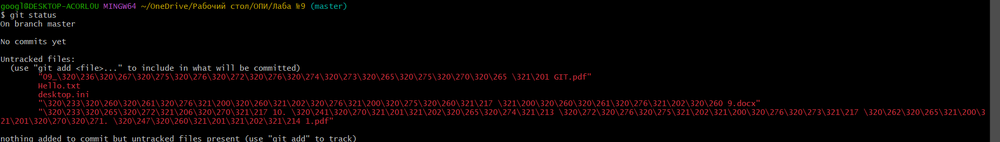 googl@DESKTOP-ACORL0U MINGW64 ~/OneDrive/Рабочий стол/ОПИ/Лаба №9 (master)
$ git status
On branch master
No commits yet
Untracked files:
(use "git add <file>..." to include in what will be committed)
"09_\320\236\320\267\320\275\320\276\320\272\320\276\320\274\320\273\320\265\320\275\320\270\320\265 \321\201 GIT.pdf"
Hello.txt
desktop.ini
"\320\233\320\260\320\261\320\276\321\200\320\260\321\202\320\276\321\200\320\275\320\260\321\217 \321\200\320\260\320\261\320\276\321\202\320\260 9.docx"
"\320\233\320\265\320\272\321\206\320\270\321\217 10. \320\241\320\270\321\201\321\202\320\265\320\274\321\213 \320\272\320\276\320\275\321\202\321\200\320\276\320\273\321\217 \320\262\320\265\321\200\3
21\201\320\270\320\271. \320\247\320\260\321\201\321\202\321\214 1.pdf"
nothing added to commit but untracked files present (use "git add" to track)